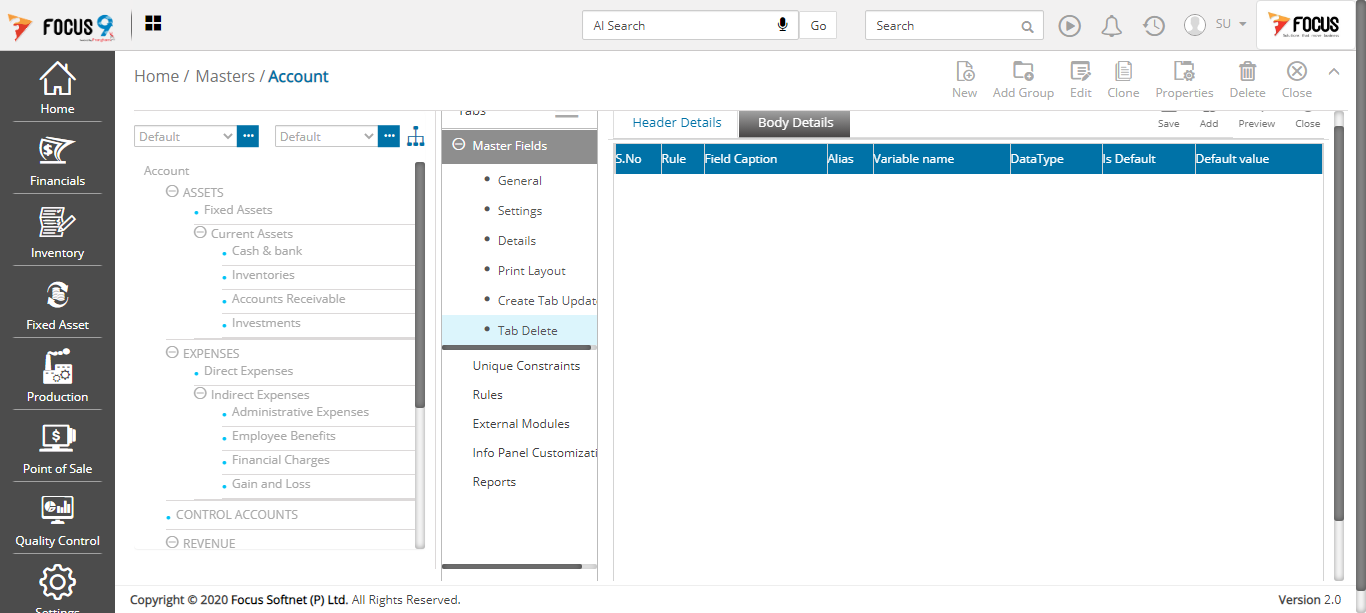 FOCUS 9
AI Search
Go
Search
SU
FOCUS
Home / Masters / Account
New
Add Group
Edit
Clone
Properties
Delete
Close
Home
Financials
Inventory
Fixed Asset
Production
Point of Sale
Quality Control
Settings
Default
Default
Account
ASSETS
Fixed Assets
Current Assets
Cash & bank
Inventories
Accounts Receivable
Investments
EXPENSES
Direct Expenses
Indirect Expenses
Administrative Expenses
Employee Benefits
Financial Charges
Gain and Loss
CONTROL ACCOUNTS
REVENUE
Tabs
Master Fields
General
Settings
Details
Print Layout
Create Tab Updat
Tab Delete
Unique Constraints
Rules
External Modules
Info Panel Customizati
Reports
Header Details
Body Details
Save
Add
Preview
Close
S.No
Rule
Field Caption
Alias
Variable name
DataType
Is Default
Default value
Copyright © 2020 Focus Softnet (P) Ltd. All Rights Reserved.
Version 2.0